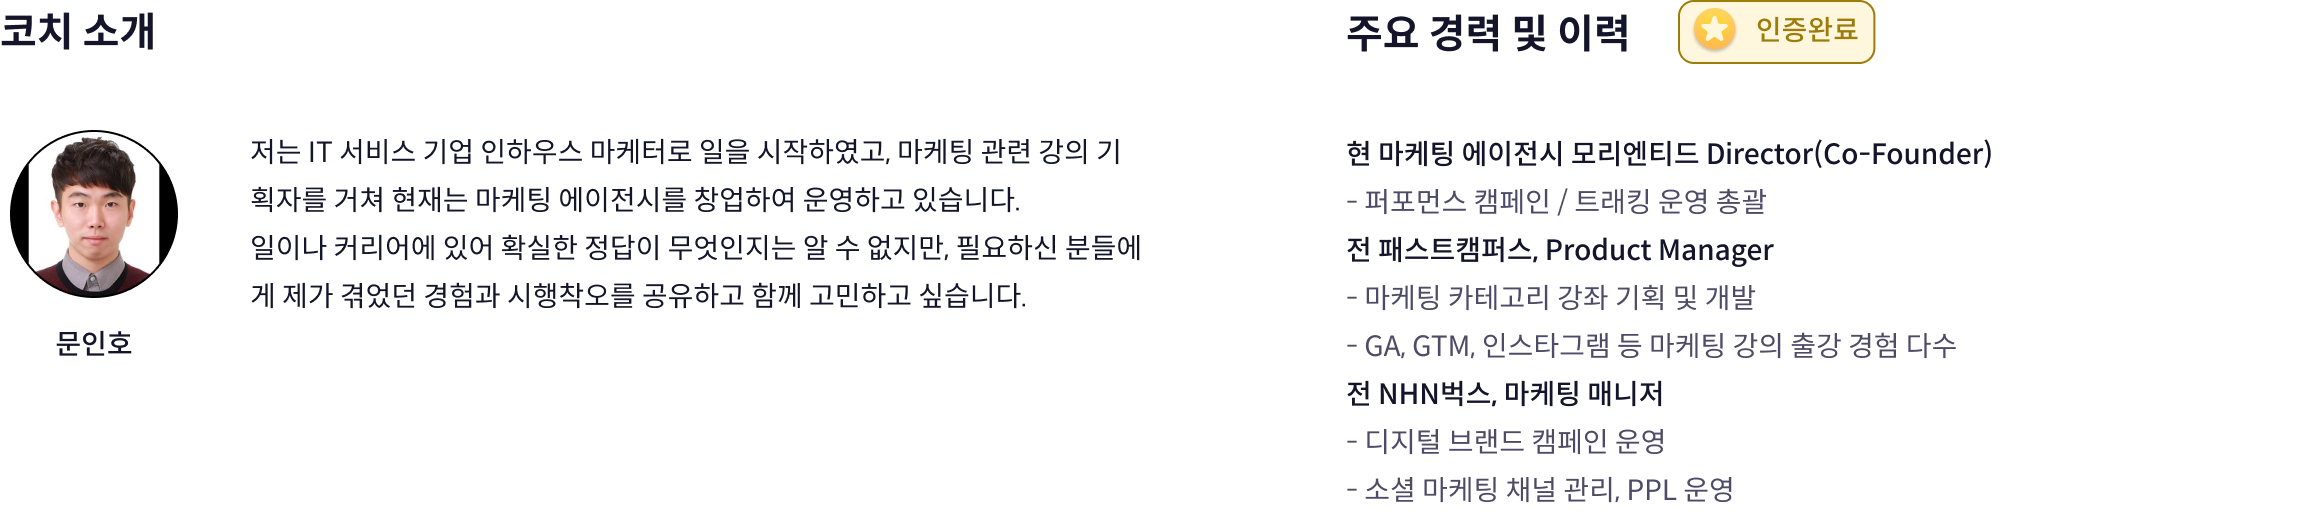 코치 소개
문인호
저는 IT 서비스 기업 인하우스 마케터로 일을 시작하였고, 마케팅 관련 강의 기
획자를 거쳐 현재는 마케팅 에이전시를 창업하여 운영하고 있습니다.
일이나 커리어에 있어 확실한 정답이 무엇인지는 알 수 없지만, 필요하신 분들에
게 제가 겪었던 경험과 시행착오를 공유하고 함께 고민하고 싶습니다.
주요 경력 및 이력
인증완료
현 마케팅 에이전시 모리엔티드 Director(Co-Founder)
- 퍼포먼스 캠페인 / 트래킹 운영 총괄
전 패스트캠퍼스, Product Manager
- 마케팅 카테고리 강좌 기획 및 개발
- GA, GTM, 인스타그램 등 마케팅 강의 출강 경험 다수
전 NHN벅스, 마케팅 매니저
- 디지털 브랜드 캠페인 운영
- 소셜 마케팅 채널 관리, PPL 운영